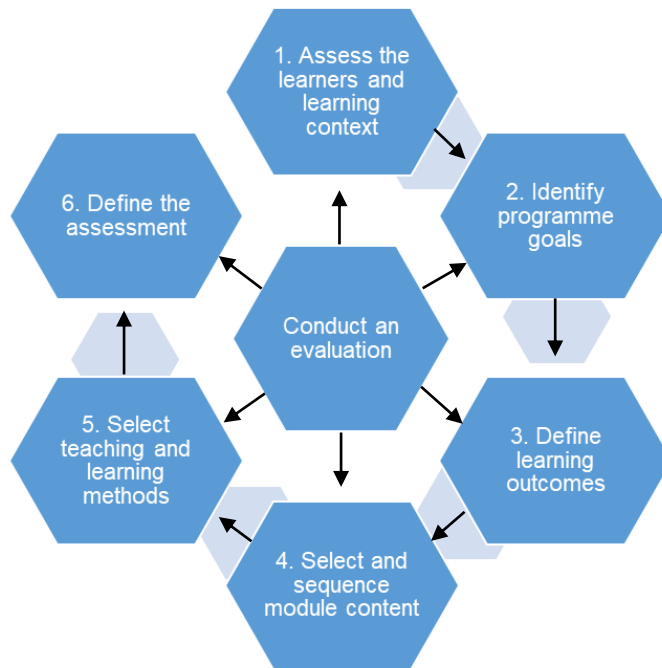 1. Assess the
learners and
learning
context
2. Identify
programme
goals
3. Define
learning
outcomes
4. Select and
sequence
module content
5. Select
teaching and
learning
methods
6. Define the
assessment
Conduct an
evaluation